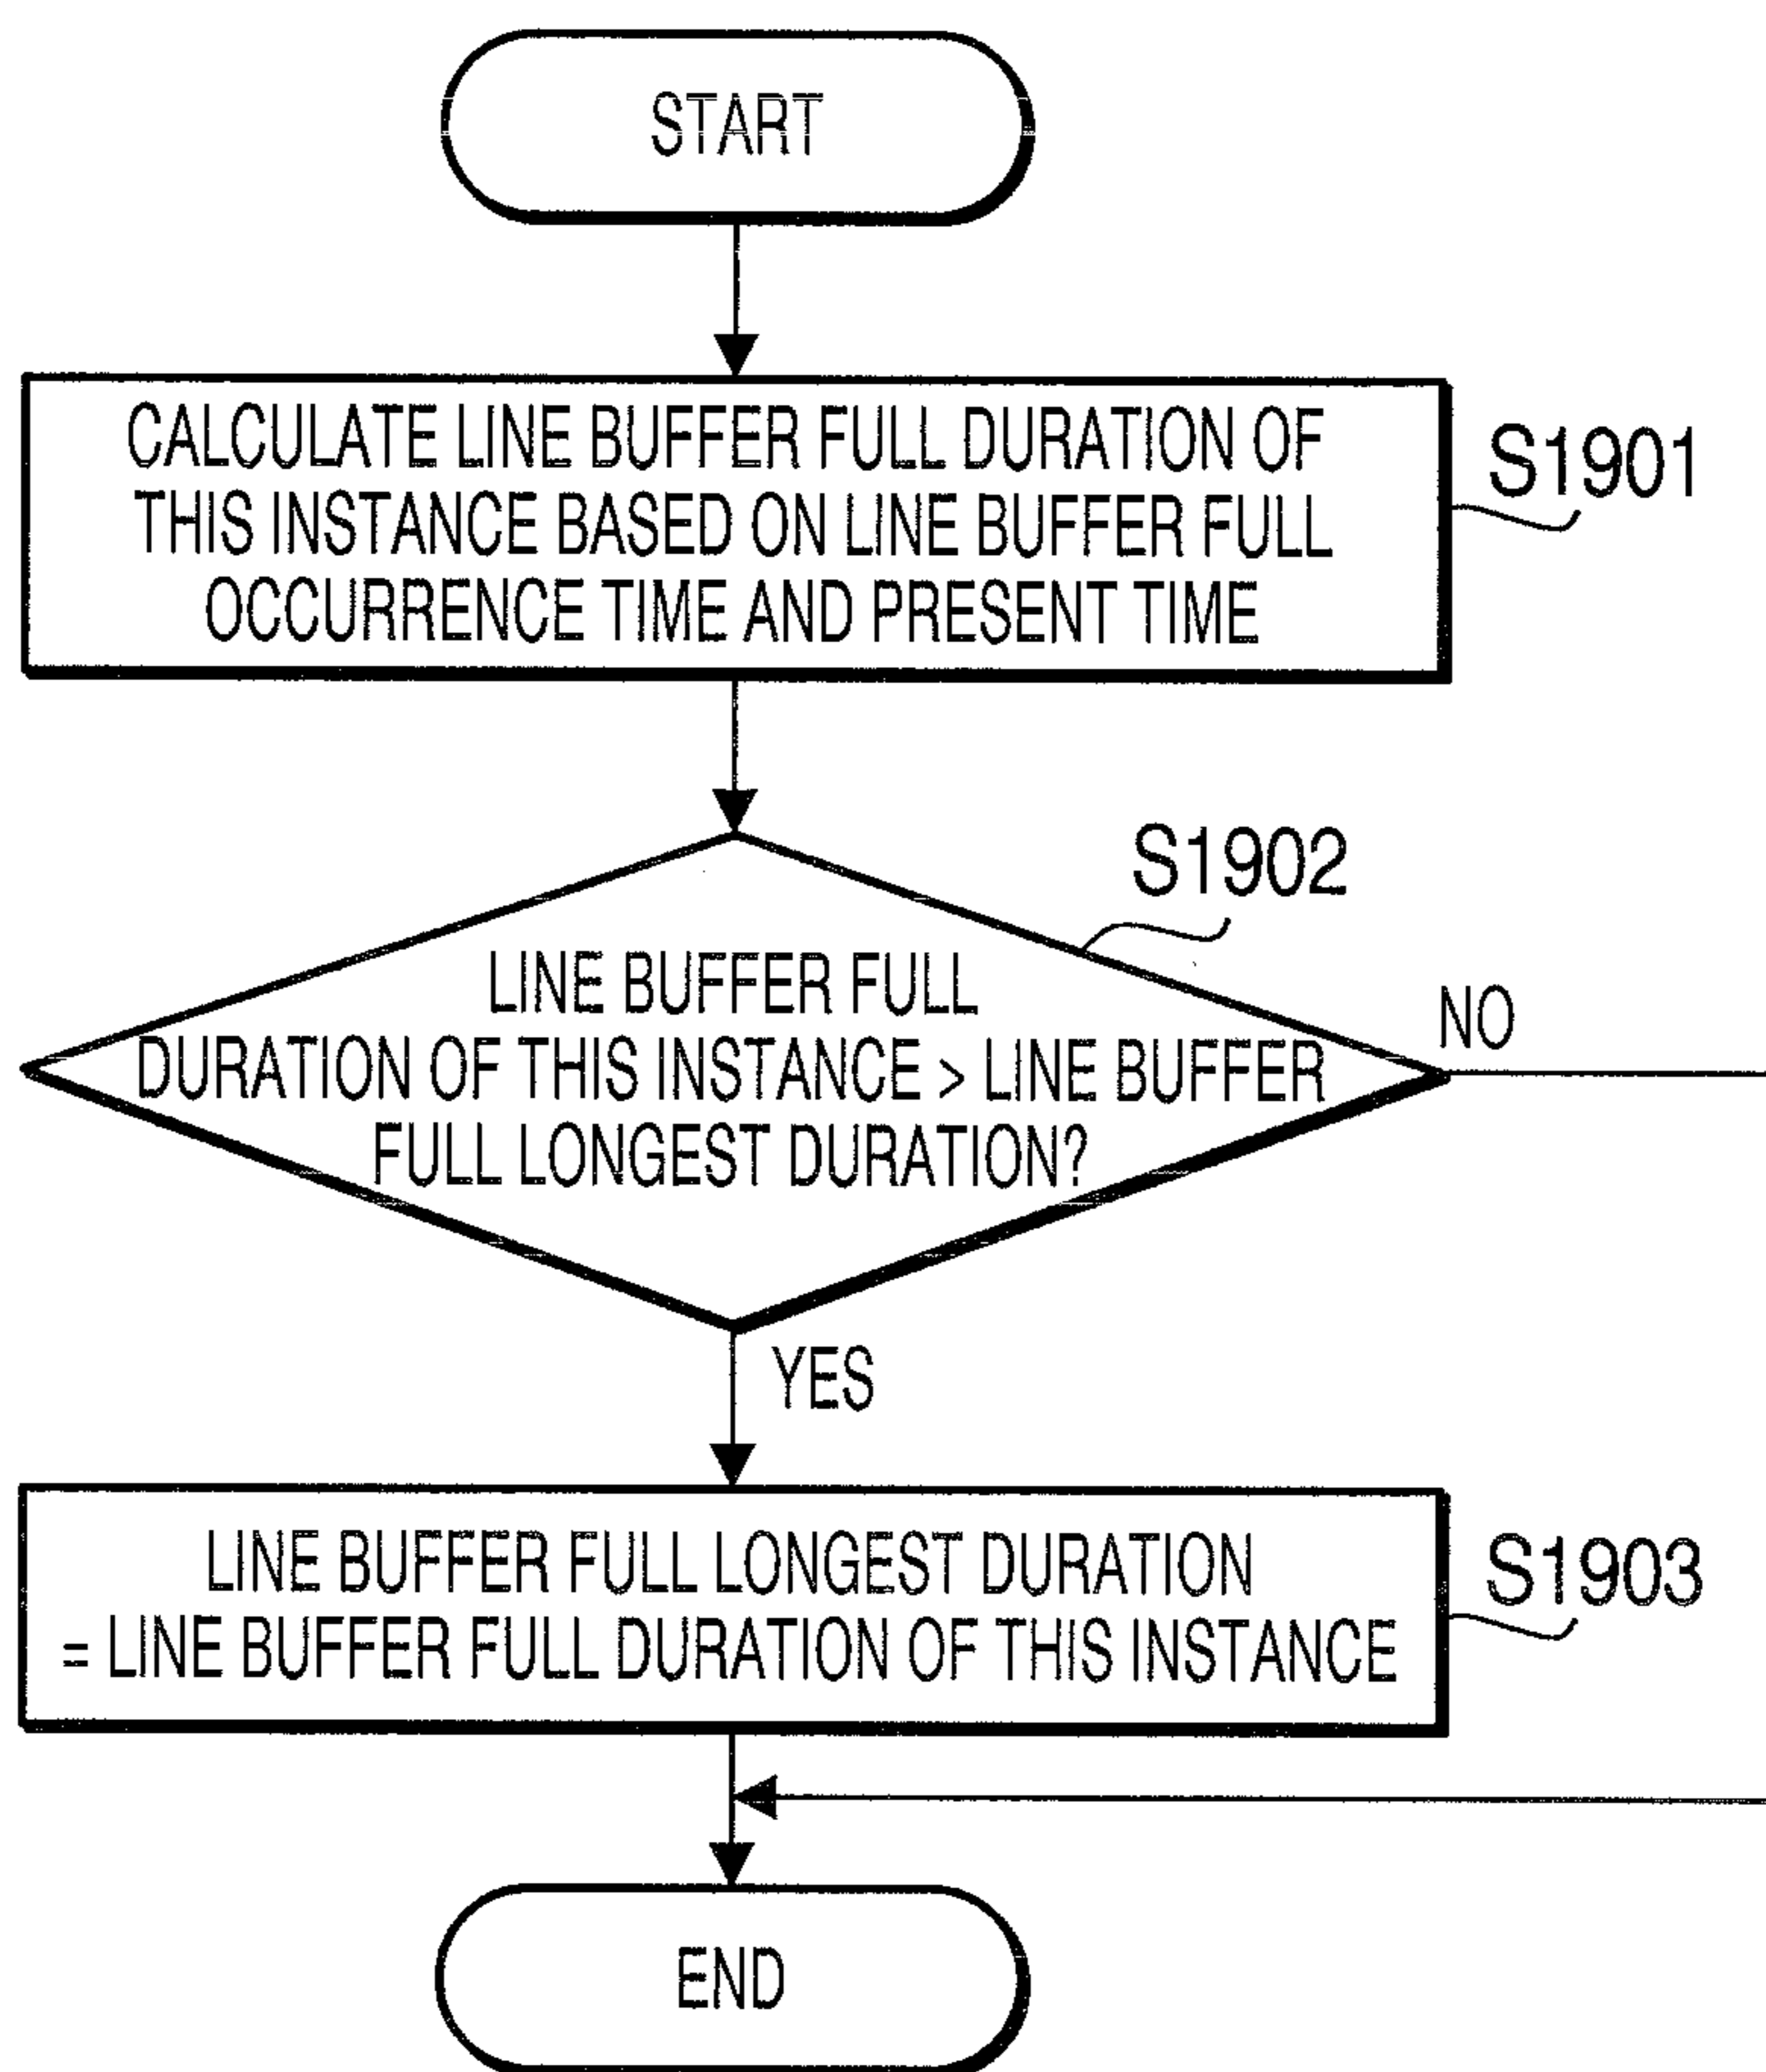 START
CALCULATE LINE BUFFER FULL DURATION OF
THIS INSTANCE BASED ON LINE BUFFER FULL
OCCURRENCE TIME AND PRESENT TIME
S1901
S1902
LINE BUFFER FULL
DURATION OF THIS INSTANCE > LINE BUFFER
FULL LONGEST DURATION?
NO
YES
LINE BUFFER FULL LONGEST DURATION
= LINE BUFFER FULL DURATION OF THIS INSTANCE
S1903
END